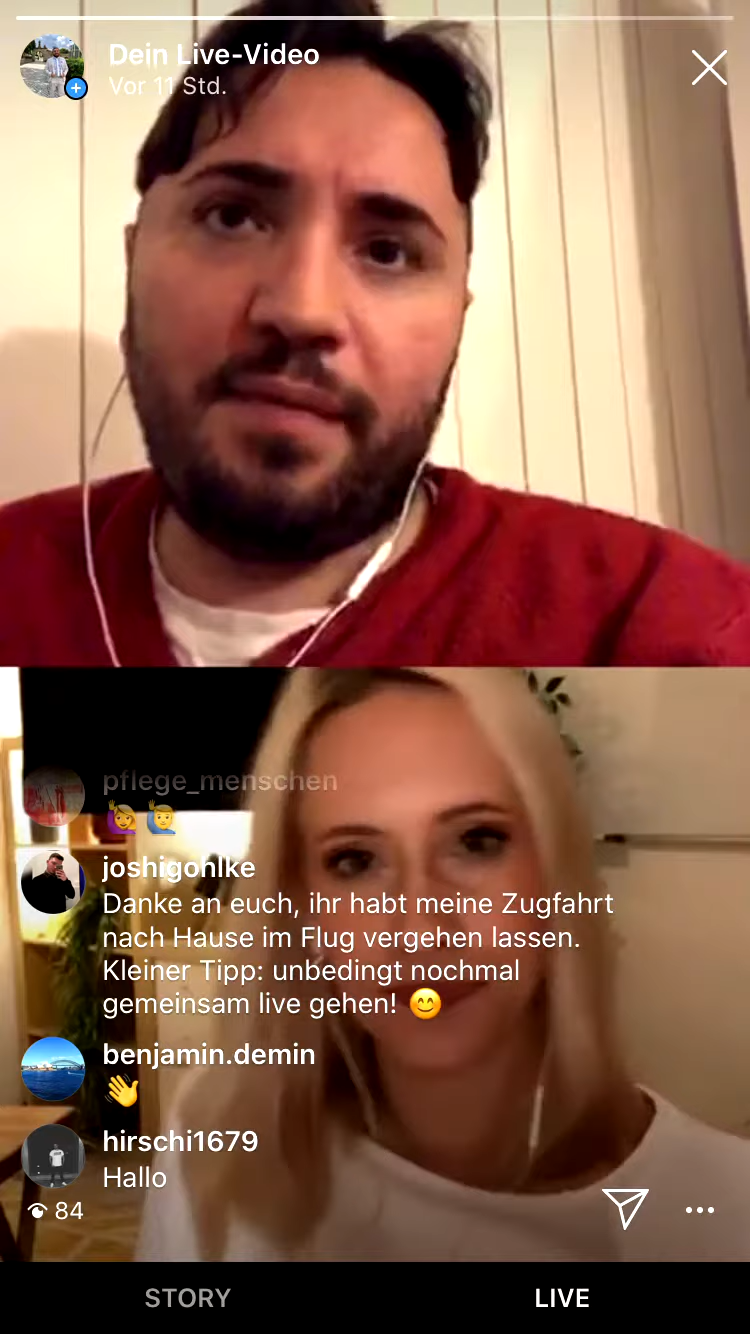 Dein Live-Video
Vor 11 Std.
pflege_menschen
🙋‍♀️🙋‍♂️
joshigohlke
Danke an euch, ihr habt meine Zugfahrt
nach Hause im Flug vergehen lassen.
Kleiner Tipp: unbedingt nochmal
gemeinsam live gehen! 😊
benjamin.demin
👋
hirschi1679
Hallo
84
STORY
LIVE